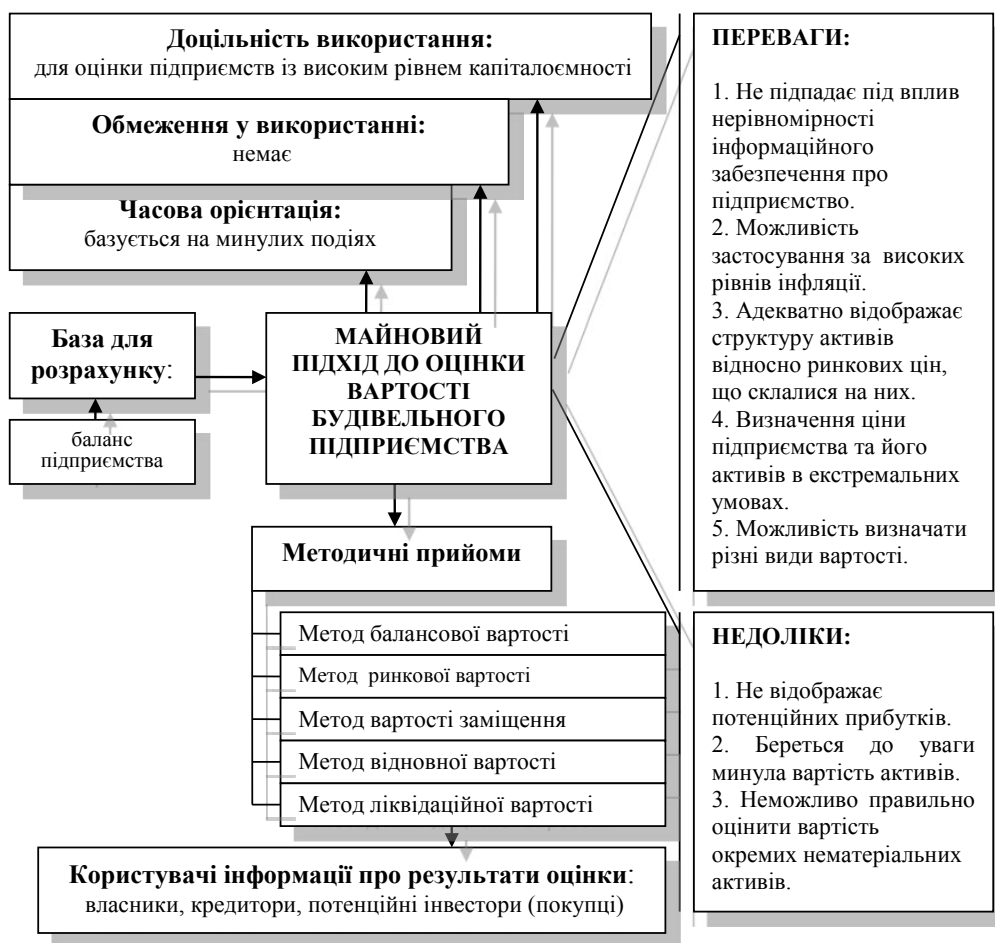 Доцільність використання:
для оцінки підприємств із високим рівнем капіталоємності
Обмеження у використанні:
немає
Часова орієнтація:
базується на минулих подіях
База для
розрахунку:
баланс
підприємства
МАЙНОВИЙ
ПІДХІД ДО ОЦІНКИ
ВАРТОСТІ
БУДІВЕЛЬНОГО
ПІДПРИЄМСТВА
Методичні прийоми
Метод балансової вартості
Метод ринкової вартості
Метод вартості заміщення
Метод відновної вартості
Метод ліквідаційної вартості
Користувачі інформації про результати оцінки:
власники, кредитори, потенційні інвестори (покупці)
ПЕРЕВАГИ:
1. Не підпадає під вплив
нерівномірності
інформаційного
забезпечення про
підприємство.
2. Можливість
застосування за високих
рівнів інфляції.
3. Адекватно відображає
структуру активів
відносно ринкових цін,
що склалися на них.
4. Визначення ціни
підприємства та його
активів в екстремальних
умовах.
5. Можливість визначати
різні види вартості.
НЕДОЛІКИ:
1. Не відображає
потенційних прибутків.
2. Береться до уваги
минула вартість активів.
3. Неможливо правильно
оцінити вартість
окремих нематеріальних
активів.